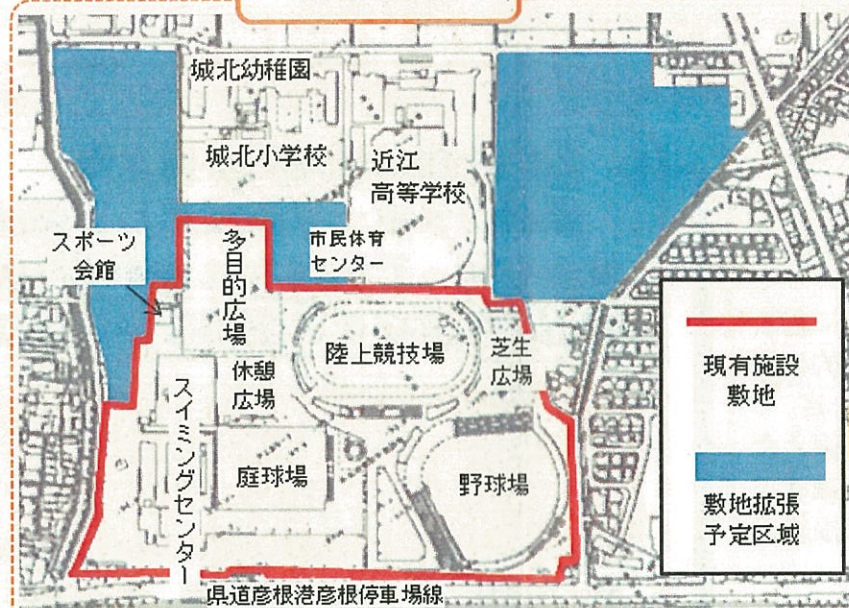 城北幼稚園
城北小学校
近江
高等学校
スポーツ
会館
多目的広場
市民体育
センター
陸上競技場
芝生
広場
休憩
広場
スイミングセンター
庭球場
野球場
県道彦根港彦根停車場線
現有施設
敷地
敷地拡張
予定区域